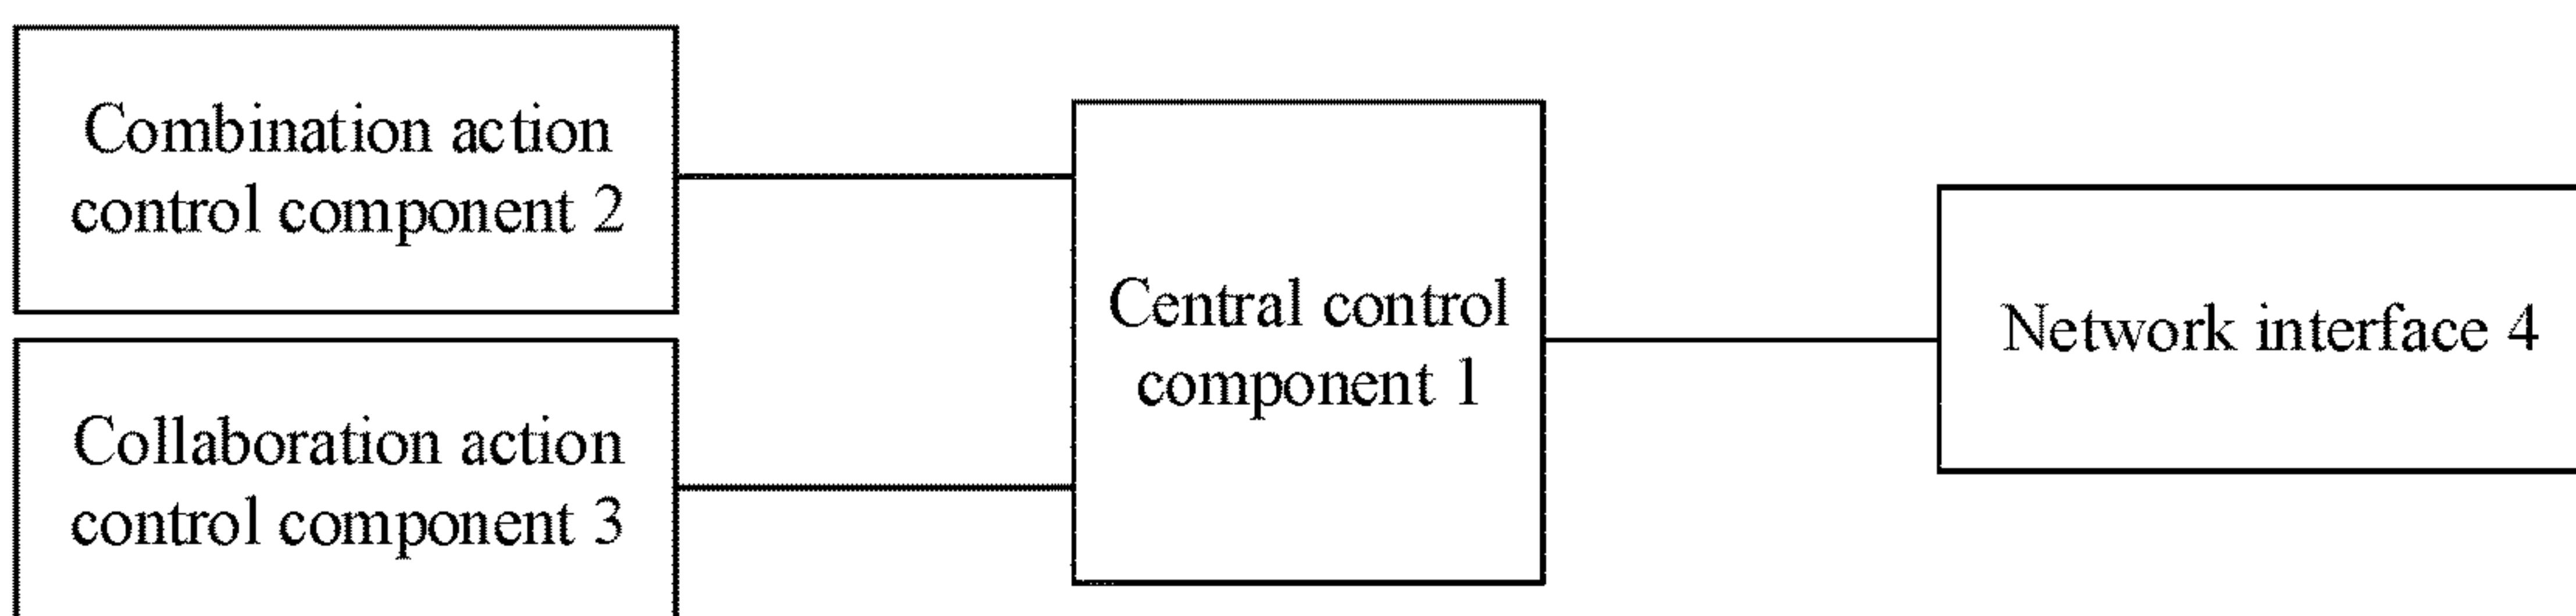 Combination action
control component 2
Collaboration action
control component 3
Central control
component 1
Network interface 4